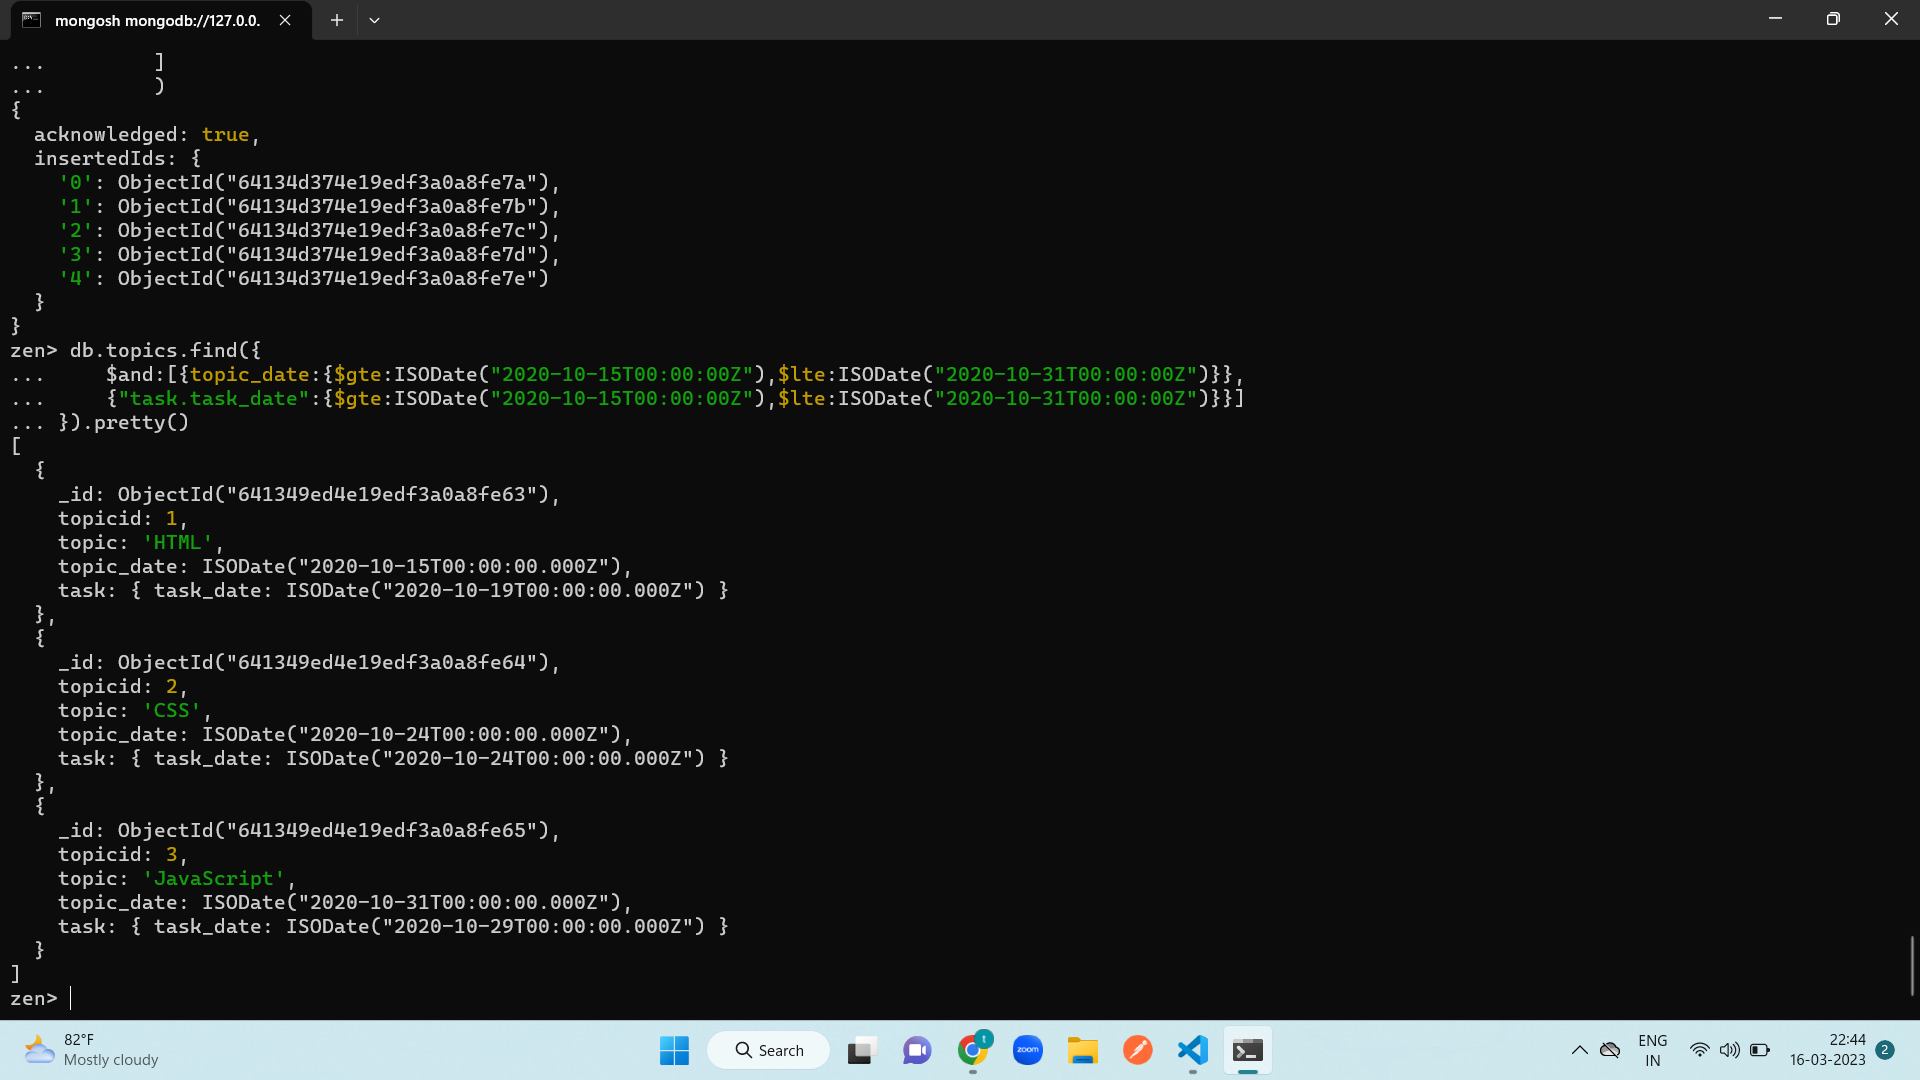 mongosh mongodb://127.0.0.
...         ]
...         )
{
  acknowledged: true,
  insertedIds: {
    '0': ObjectId("64134d374e19edf3a0a8fe7a"),
    '1': ObjectId("64134d374e19edf3a0a8fe7b"),
    '2': ObjectId("64134d374e19edf3a0a8fe7c"),
    '3': ObjectId("64134d374e19edf3a0a8fe7d"),
    '4': ObjectId("64134d374e19edf3a0a8fe7e")
  }
}
zen> db.topics.find({
...     $and:[{topic_date:{$gte:ISODate("2020-10-15T00:00:00Z"),$lte:ISODate("2020-10-31T00:00:00Z")}},
...     {"task.task_date":{$gte:ISODate("2020-10-15T00:00:00Z"),$lte:ISODate("2020-10-31T00:00:00Z")}}]
... }).pretty()
[
  {
    _id: ObjectId("641349ed4e19edf3a0a8fe63"),
    topicid: 1,
    topic: 'HTML',
    topic_date: ISODate("2020-10-15T00:00:00.000Z"),
    task: { task_date: ISODate("2020-10-19T00:00:00.000Z") }
  },
  {
    _id: ObjectId("641349ed4e19edf3a0a8fe64"),
    topicid: 2,
    topic: 'CSS',
    topic_date: ISODate("2020-10-24T00:00:00.000Z"),
    task: { task_date: ISODate("2020-10-24T00:00:00.000Z") }
  },
  {
    _id: ObjectId("641349ed4e19edf3a0a8fe65"),
    topicid: 3,
    topic: 'JavaScript',
    topic_date: ISODate("2020-10-31T00:00:00.000Z"),
    task: { task_date: ISODate("2020-10-29T00:00:00.000Z") }
  }
]
zen>
82°F
Mostly cloudy
Search
t
zoom
ENG
IN
22:44
16-03-2023
2